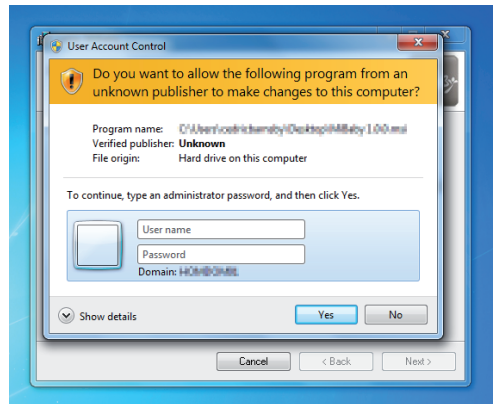 User Account Control
Do you want to allow the following program from an
unknown publisher to make changes to this computer?
Program name:
Verified publisher: Unknown
File origin: Hard drive on this computer
To continue, type an administrator password, and then click Yes.
User name
Password
Domain:
Show details
Yes
No
Cancel
< Back
Next >